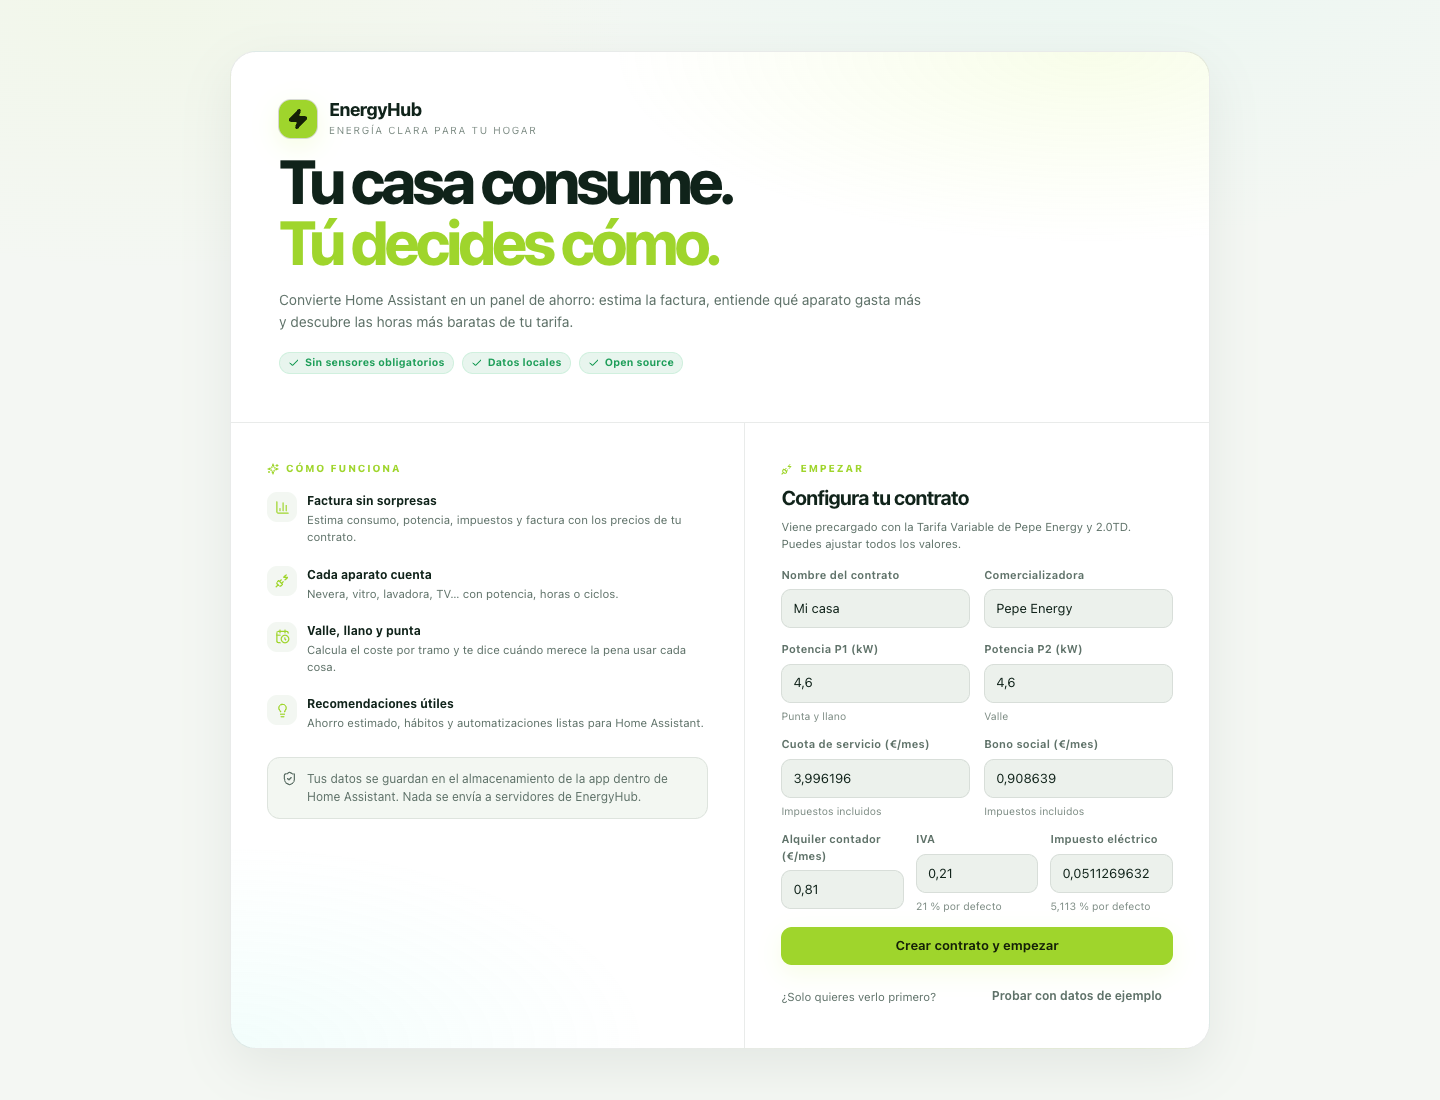 EnergyHub
ENERGÍA CLARA PARA TU HOGAR
Tu casa consume.
Tú decides cómo.
Convierte Home Assistant en un panel de ahorro: estima la factura, entiende qué aparato gasta más
y descubre las horas más baratas de tu tarifa.
Sin sensores obligatorios
Datos locales
Open source
CÓMO FUNCIONA
Factura sin sorpresas
Estima consumo, potencia, impuestos y factura con los precios de tu
contrato.
Cada aparato cuenta
Nevera, vitro, lavadora, TV... con potencia, horas o ciclos.
Valle, llano y punta
Calcula el coste por tramo y te dice cuándo merece la pena usar cada
cosa.
Recomendaciones útiles
Ahorro estimado, hábitos y automatizaciones listas para Home Assistant.
Tus datos se guardan en el almacenamiento de la app dentro de
Home Assistant. Nada se envía a servidores de EnergyHub.
EMPEZAR
Configura tu contrato
Viene precargado con la Tarifa Variable de Pepe Energy y 2.0TD.
Puedes ajustar todos los valores.
Nombre del contrato
Mi casa
Comercializadora
Pepe Energy
Potencia P1 (kW)
4,6
Punta y llano
Potencia P2 (kW)
4,6
Valle
Cuota de servicio (€/mes)
3,996196
Impuestos incluidos
Bono social (€/mes)
0,908639
Impuestos incluidos
Alquiler contador
(€/mes)
0,81
IVA
0,21
21 % por defecto
Impuesto eléctrico
0,0511269632
5,113 % por defecto
Crear contrato y empezar
¿Solo quieres verlo primero?
Probar con datos de ejemplo